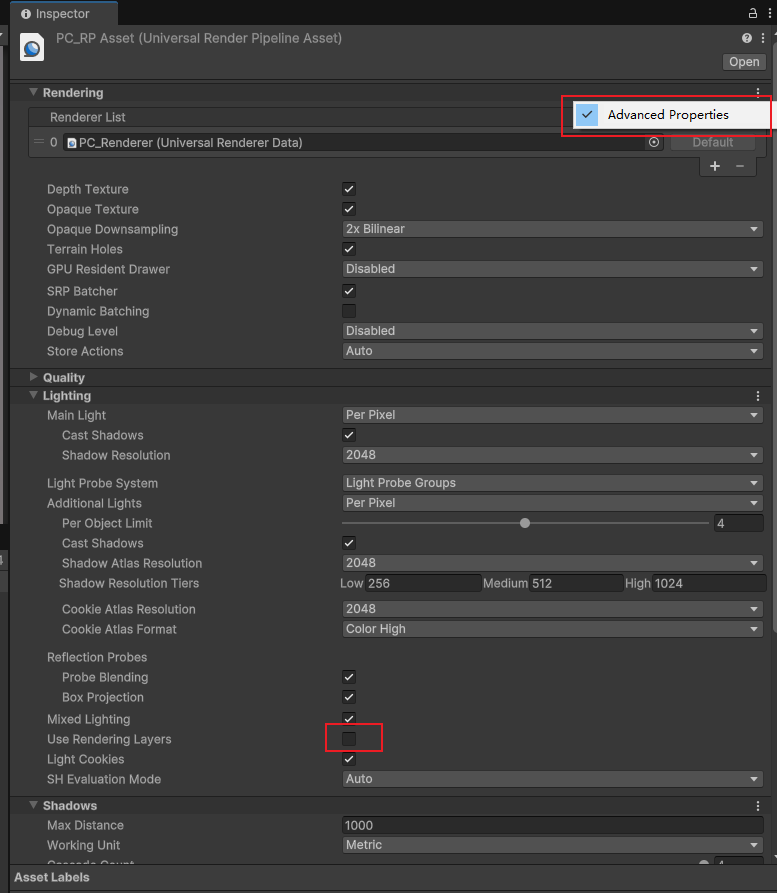 Inspector
PC_RP Asset (Universal Render Pipeline Asset)
Open
Rendering
Renderer List
Advanced Properties
0 PC_Renderer (Universal Renderer Data) Default
+ −
Depth Texture
Opaque Texture
Opaque Downsampling 2x Bilinear
Terrain Holes
GPU Resident Drawer Disabled
SRP Batcher
Dynamic Batching
Debug Level Disabled
Store Actions Auto
Quality
Lighting
Main Light Per Pixel
Cast Shadows
Shadow Resolution 2048
Light Probe System Light Probe Groups
Additional Lights Per Pixel
Per Object Limit 4
Cast Shadows
Shadow Atlas Resolution 2048
Shadow Resolution Tiers Low 256 Medium 512 High 1024
Cookie Atlas Resolution 2048
Cookie Atlas Format Color High
Reflection Probes
Probe Blending
Box Projection
Mixed Lighting
Use Rendering Layers
Light Cookies
SH Evaluation Mode Auto
Shadows
Max Distance 1000
Working Unit Metric
Cascade Count 4
Asset Labels